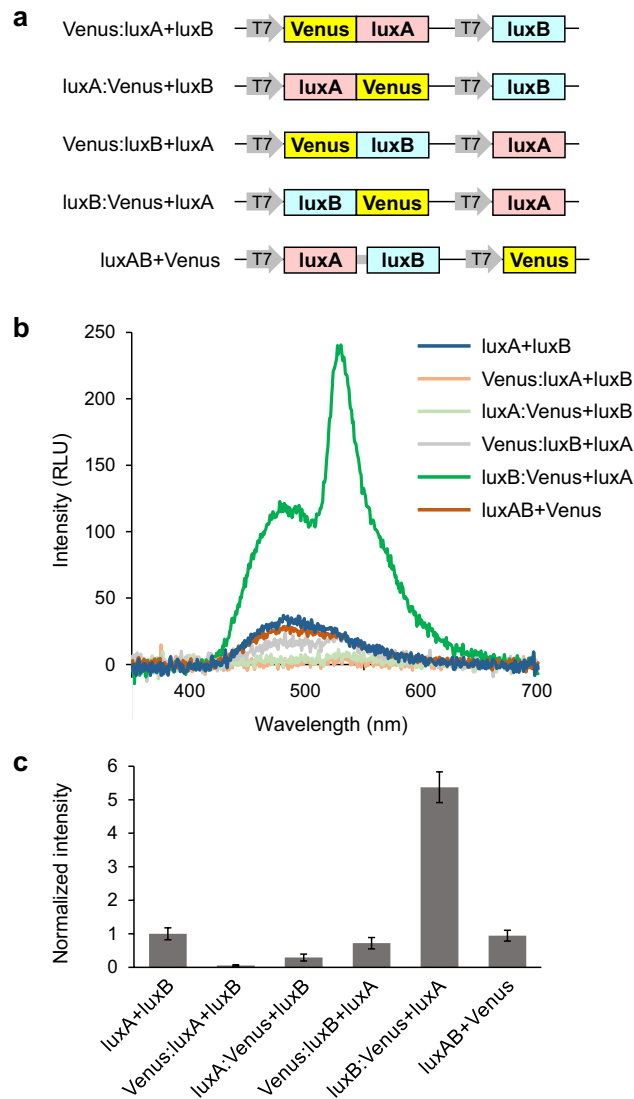 a
Venus:luxA+luxB
T7 Venus luxA T7 luxB
luxA:Venus+luxB
T7 luxA Venus T7 luxB
Venus:luxB+luxA
T7 Venus luxB T7 luxA
luxB:Venus+luxA
T7 luxB Venus T7 luxA
luxAB+Venus
T7 luxA luxB T7 Venus
b
Intensity (RLU)
250
200
150
100
50
0
400 500 600 700
Wavelength (nm)
luxA+luxB
Venus:luxA+luxB
luxA:Venus+luxB
Venus:luxB+luxA
luxB:Venus+luxA
luxAB+Venus
c
Normalized intensity
6
5
4
3
2
1
0
luxA+luxB
Venus:luxA+luxB
luxA:Venus+luxB
Venus:luxB+luxA
luxB:Venus+luxA
luxAB+Venus